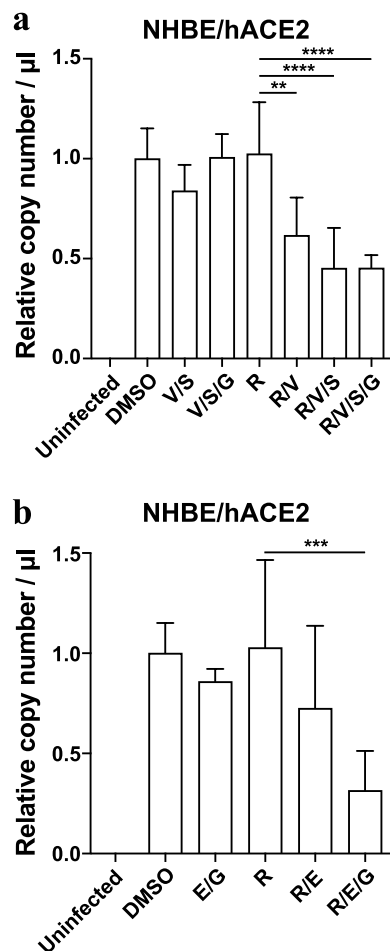 a
NHBE/hACE2
Relative copy number / μl
1.5
1.0
0.5
0.0
****
****
**
Uninfected
DMSO
V/S
V/S/G
R
R/V
R/V/S
R/V/S/G
b
NHBE/hACE2
Relative copy number / μl
1.5
1.0
0.5
0.0
***
Uninfected
DMSO
E/G
R
R/E
R/E/G